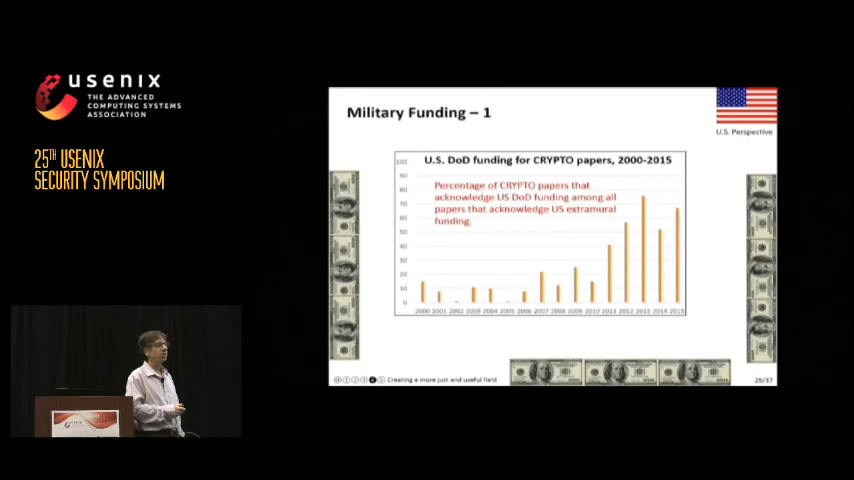 usenix
THE ADVANCED
COMPUTING SYSTEMS
ASSOCIATION
25TH USENIX
SECURITY SYMPOSIUM
Military Funding – 1
U.S. Perspective
U.S. DoD funding for CRYPTO papers, 2000-2015
Percentage of CRYPTO papers that
acknowledge US DoD funding among all
papers that acknowledge US extramural
funding
100
90
80
70
60
50
40
30
20
10
0
2000 2001 2002 2003 2004 2005 2006 2007 2008 2009 2010 2011 2012 2013 2014 2015
Creating a more just and useful field
29/37
usenix